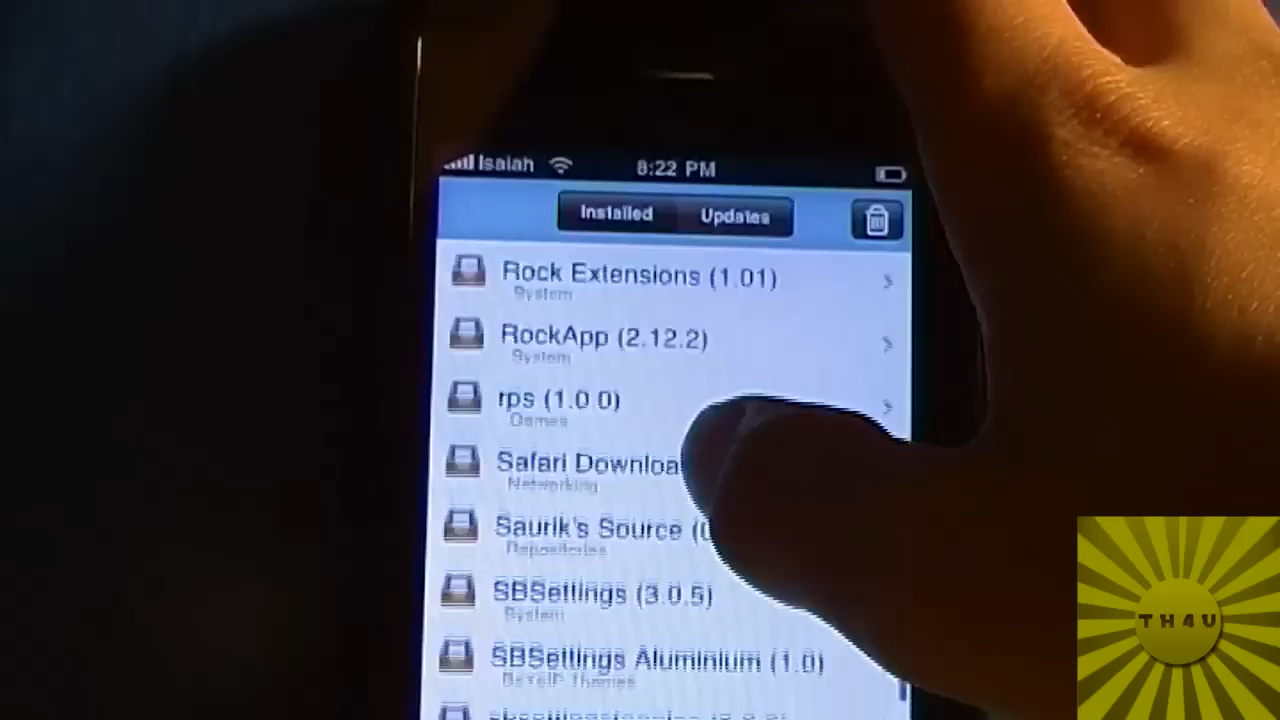 Isaiah 8:22 PM
Installed Updates
Rock Extensions (1.01)
System
RockApp (2.12.2)
System
rps (1.0 0)
Games
Safari Downloa
Networking
Saurik's Source (
Repositories
SBSettings (3.0.5)
System
SBSettings Aluminium (1.0)
Themes
TH4U